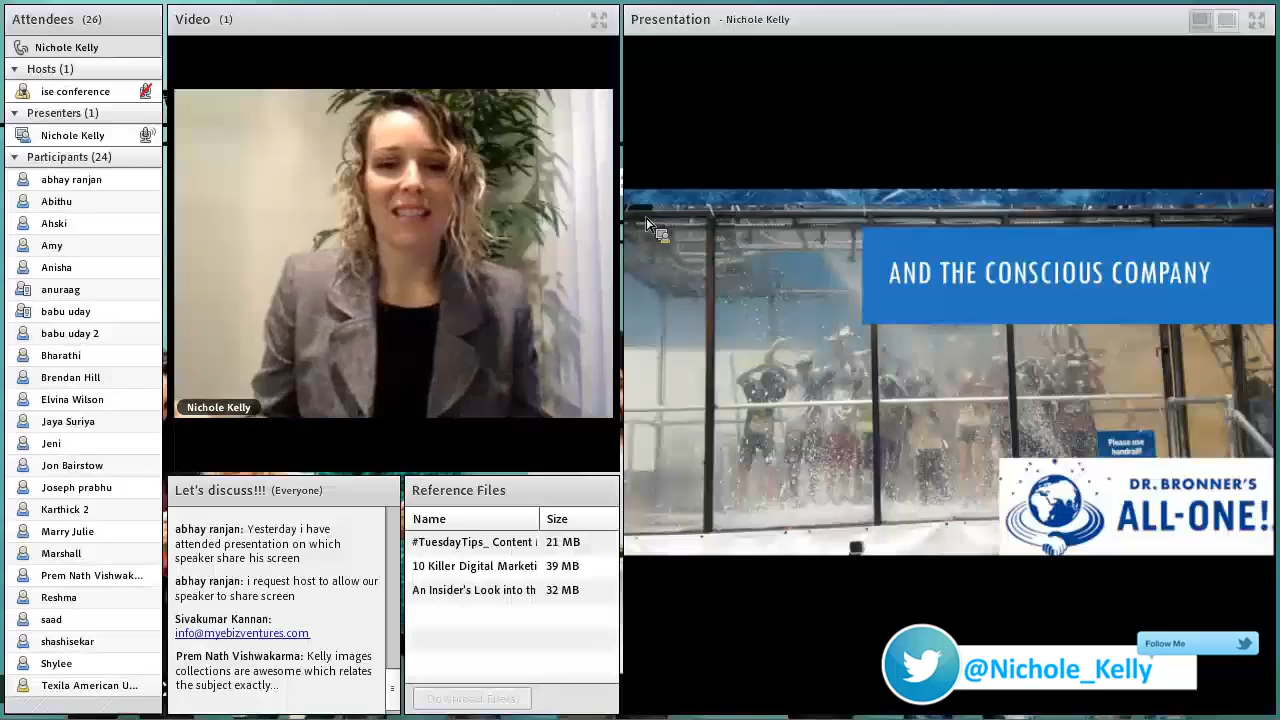 Attendees (26)
Nichole Kelly
Hosts (1)
ise conference
Presenters (1)
Nichole Kelly
Participants (24)
abhay ranjan
Abithu
Ahski
Amy
Anisha
anuraag
babu uday
babu uday 2
Bharathi
Brendan Hill
Elvina Wilson
Jaya Suriya
Jeni
Jon Bairstow
Joseph prabhu
Karthick 2
Marry Julie
Marshall
Prem Nath Vishwak...
Reshma
saad
shashisekar
Shylee
Texila American U...
Video (1)
Nichole Kelly
Let's discuss!!! (Everyone)
abhay ranjan: Yesterday i have
attended presentation on which
speaker share his screen
abhay ranjan: i request host to allow our
speaker to share screen
Sivakumar Kannan:
info@myebizventures.com
Prem Nath Vishwakarma: Kelly images
collections are awesome which relates
the subject exactly...
Reference Files
Name Size
#TuesdayTips_ Content 21 MB
10 Killer Digital Marketi 39 MB
An Insider's Look into th 32 MB
Download File(s)
Presentation - Nichole Kelly
AND THE CONSCIOUS COMPANY
Please use
handrail
DR. BRONNER'S
ALL-ONE!
Follow Me
@Nichole_Kelly